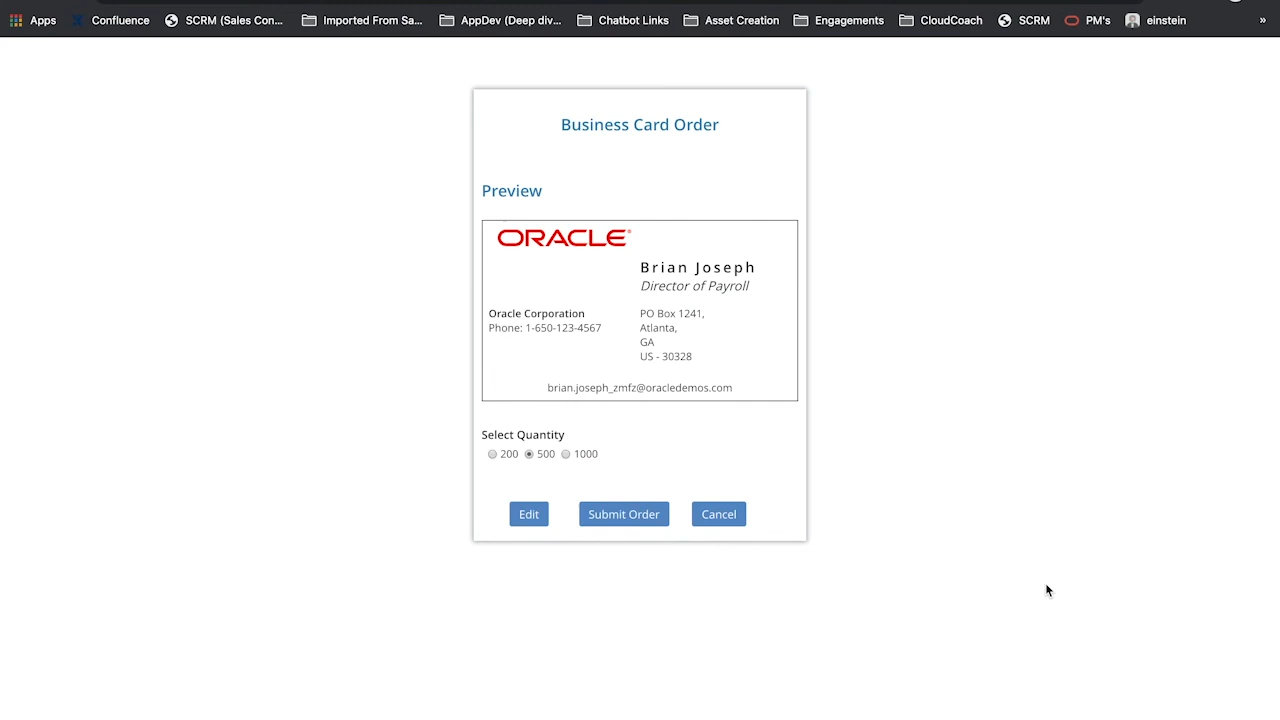 Apps Confluence SCRM (Sales Con... Imported From Sa... AppDev (Deep div... Chatbot Links Asset Creation Engagements CloudCoach SCRM PM's einstein »
Business Card Order
Preview
ORACLE®
Brian Joseph
Director of Payroll
Oracle Corporation
Phone: 1-650-123-4567
PO Box 1241,
Atlanta,
GA
US - 30328
brian.joseph_zmfz@oracledemos.com
Select Quantity
200 500 1000
Edit Submit Order Cancel